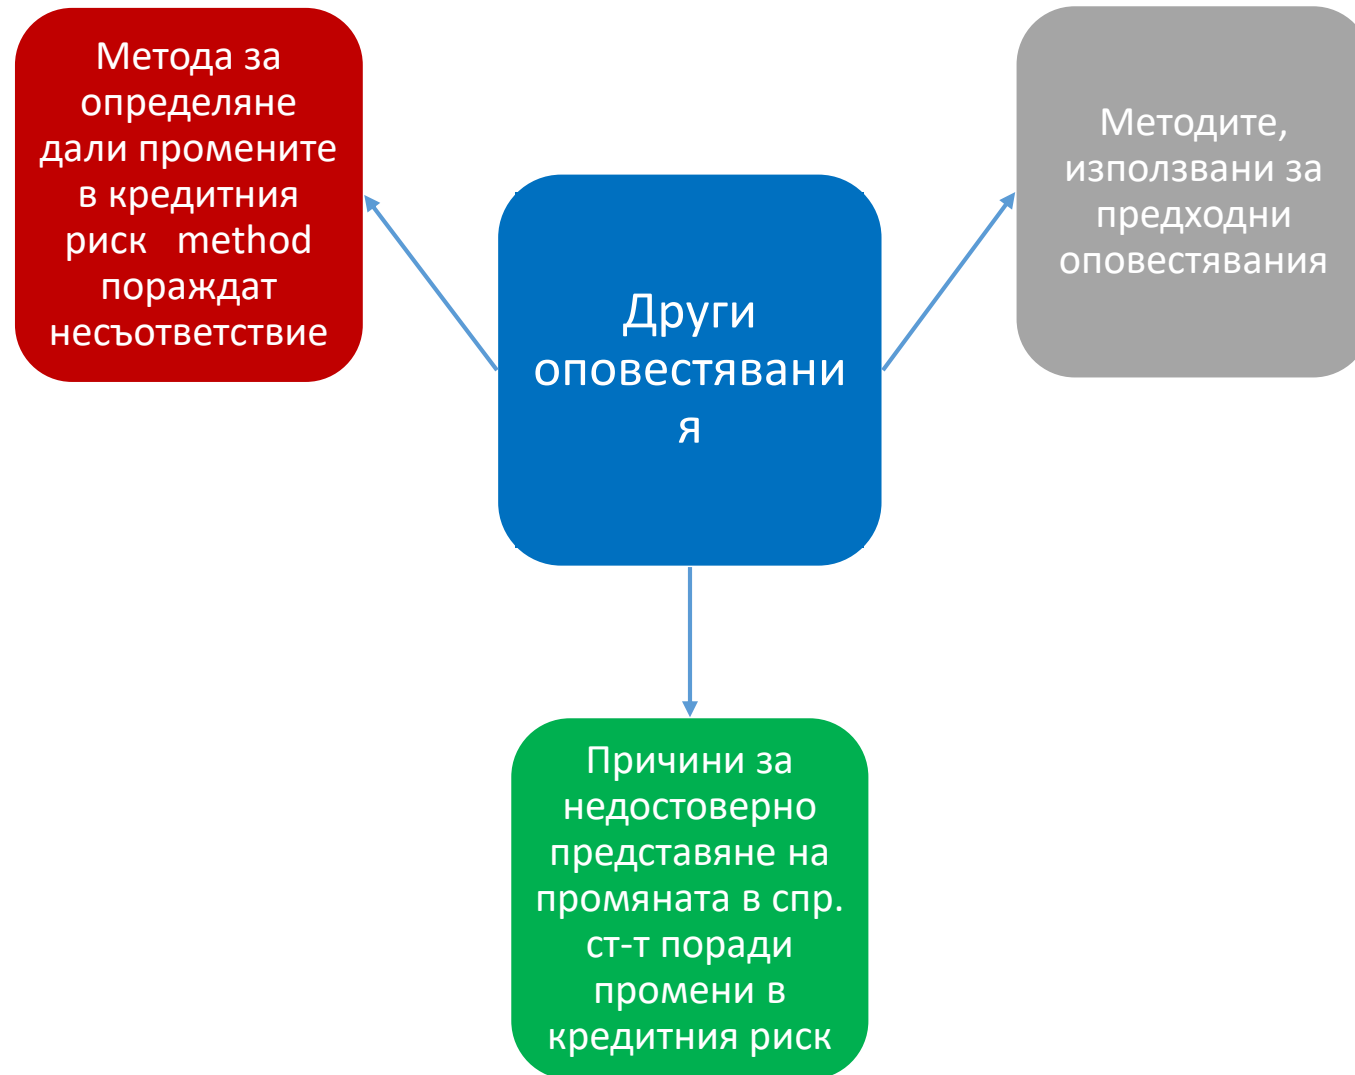 Метода за
определяне
дали промените
в кредитния
риск   method
пораждат
несъответствие
Методите,
използвани за
предходни
оповестявания
Други
оповестявани
я
Причини за
недостоверно
представяне на
промяната в спр.
ст-т поради
промени в
кредитния риск